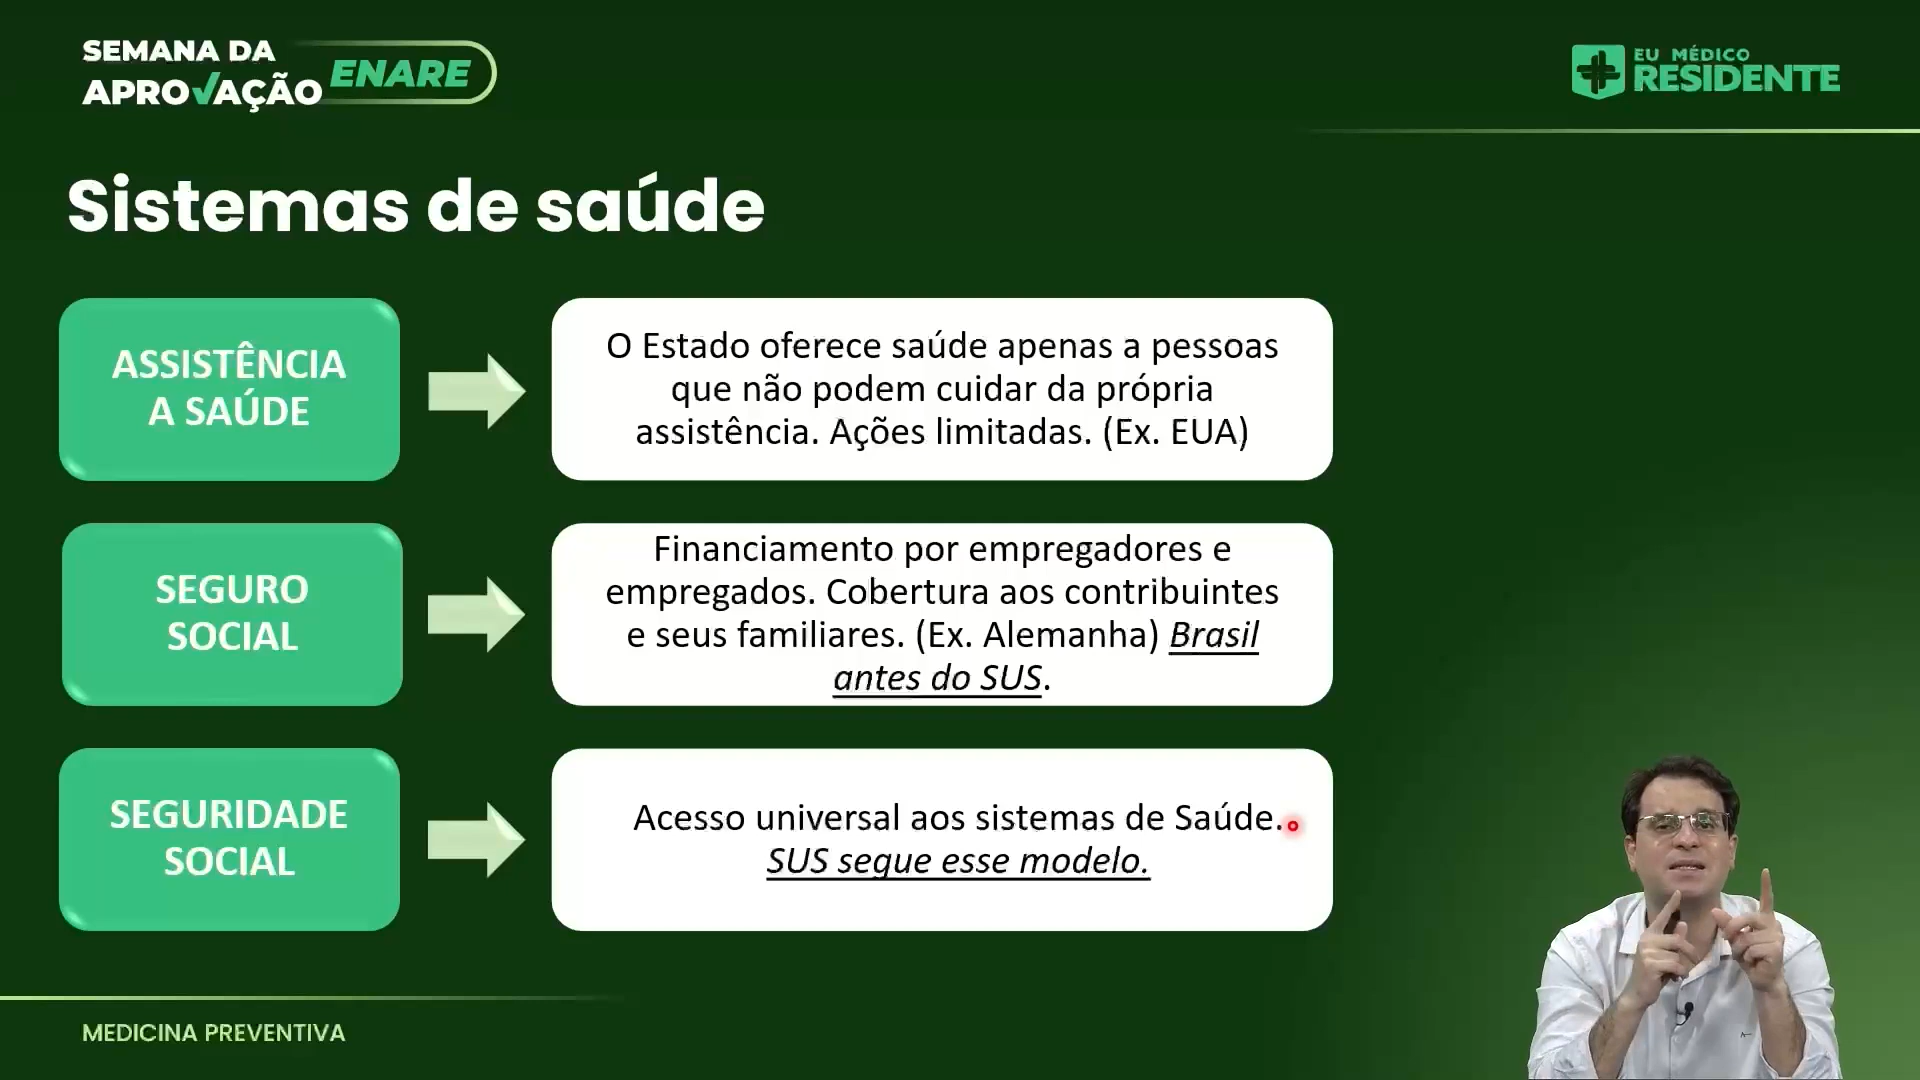 SEMANA DA
APROVAÇÃO ENARE
EU MÉDICO
RESIDENTE
Sistemas de saúde
ASSISTÊNCIA
A SAÚDE
O Estado oferece saúde apenas a pessoas
que não podem cuidar da própria
assistência. Ações limitadas. (Ex. EUA)
SEGURO
SOCIAL
Financiamento por empregadores e
empregados. Cobertura aos contribuintes
e seus familiares. (Ex. Alemanha) Brasil
antes do SUS.
SEGURIDADE
SOCIAL
Acesso universal aos sistemas de Saúde.
SUS segue esse modelo.
MEDICINA PREVENTIVA